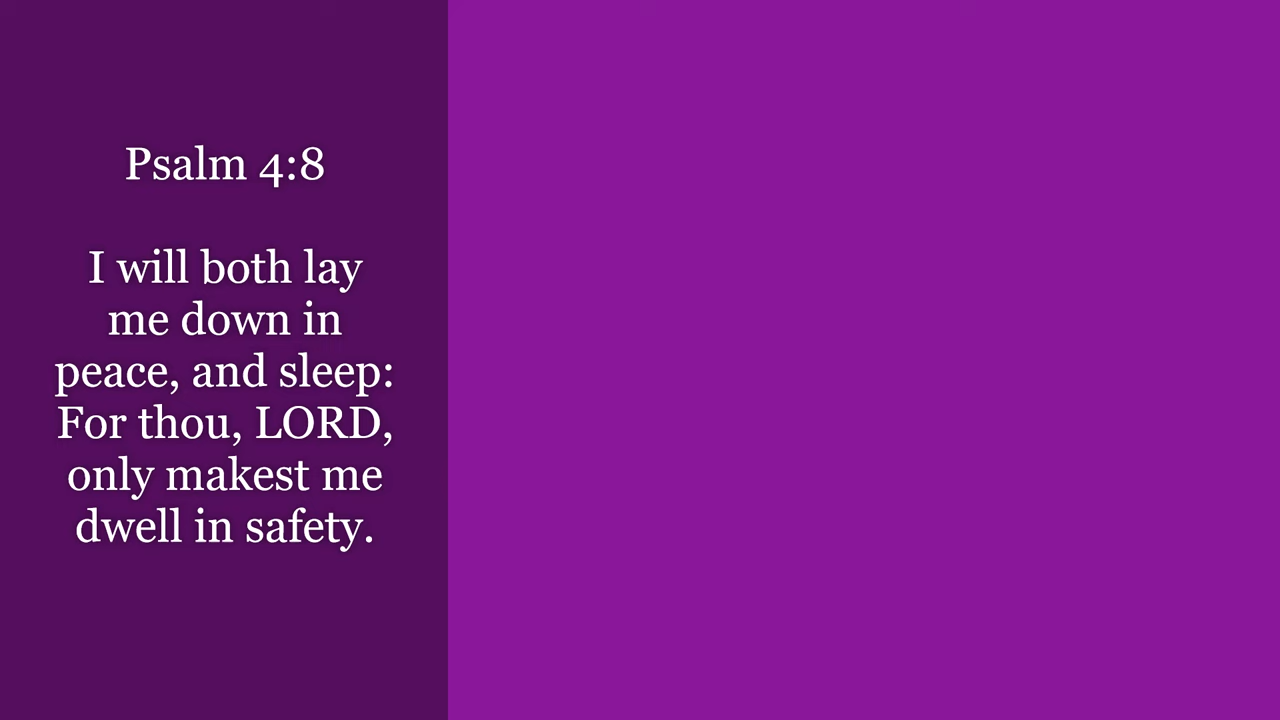 Psalm 4:8
I will both lay
me down in
peace, and sleep:
For thou, LORD,
only makest me
dwell in safety.